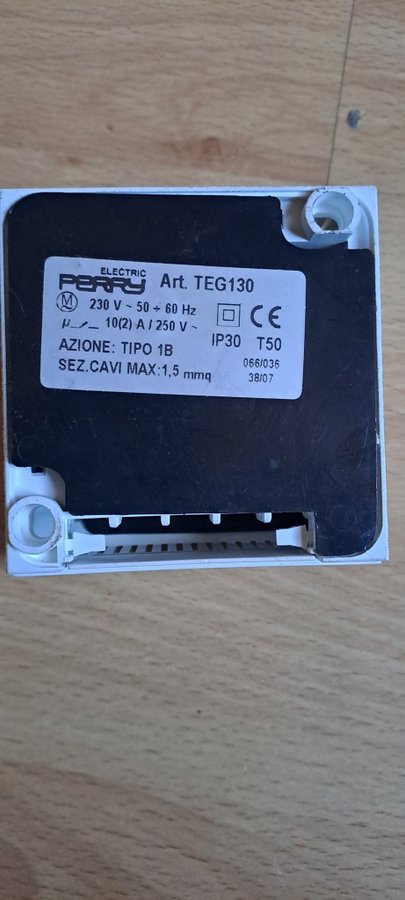 ELECTRIC
PERRY Art. TEG130
M 230 V ~ 50 ÷ 60 Hz
µ 10(2) A / 250 V ~ CE
AZIONE: TIPO 1B IP30 T50
SEZ.CAVI MAX:1,5 mmq 066/036
38/07